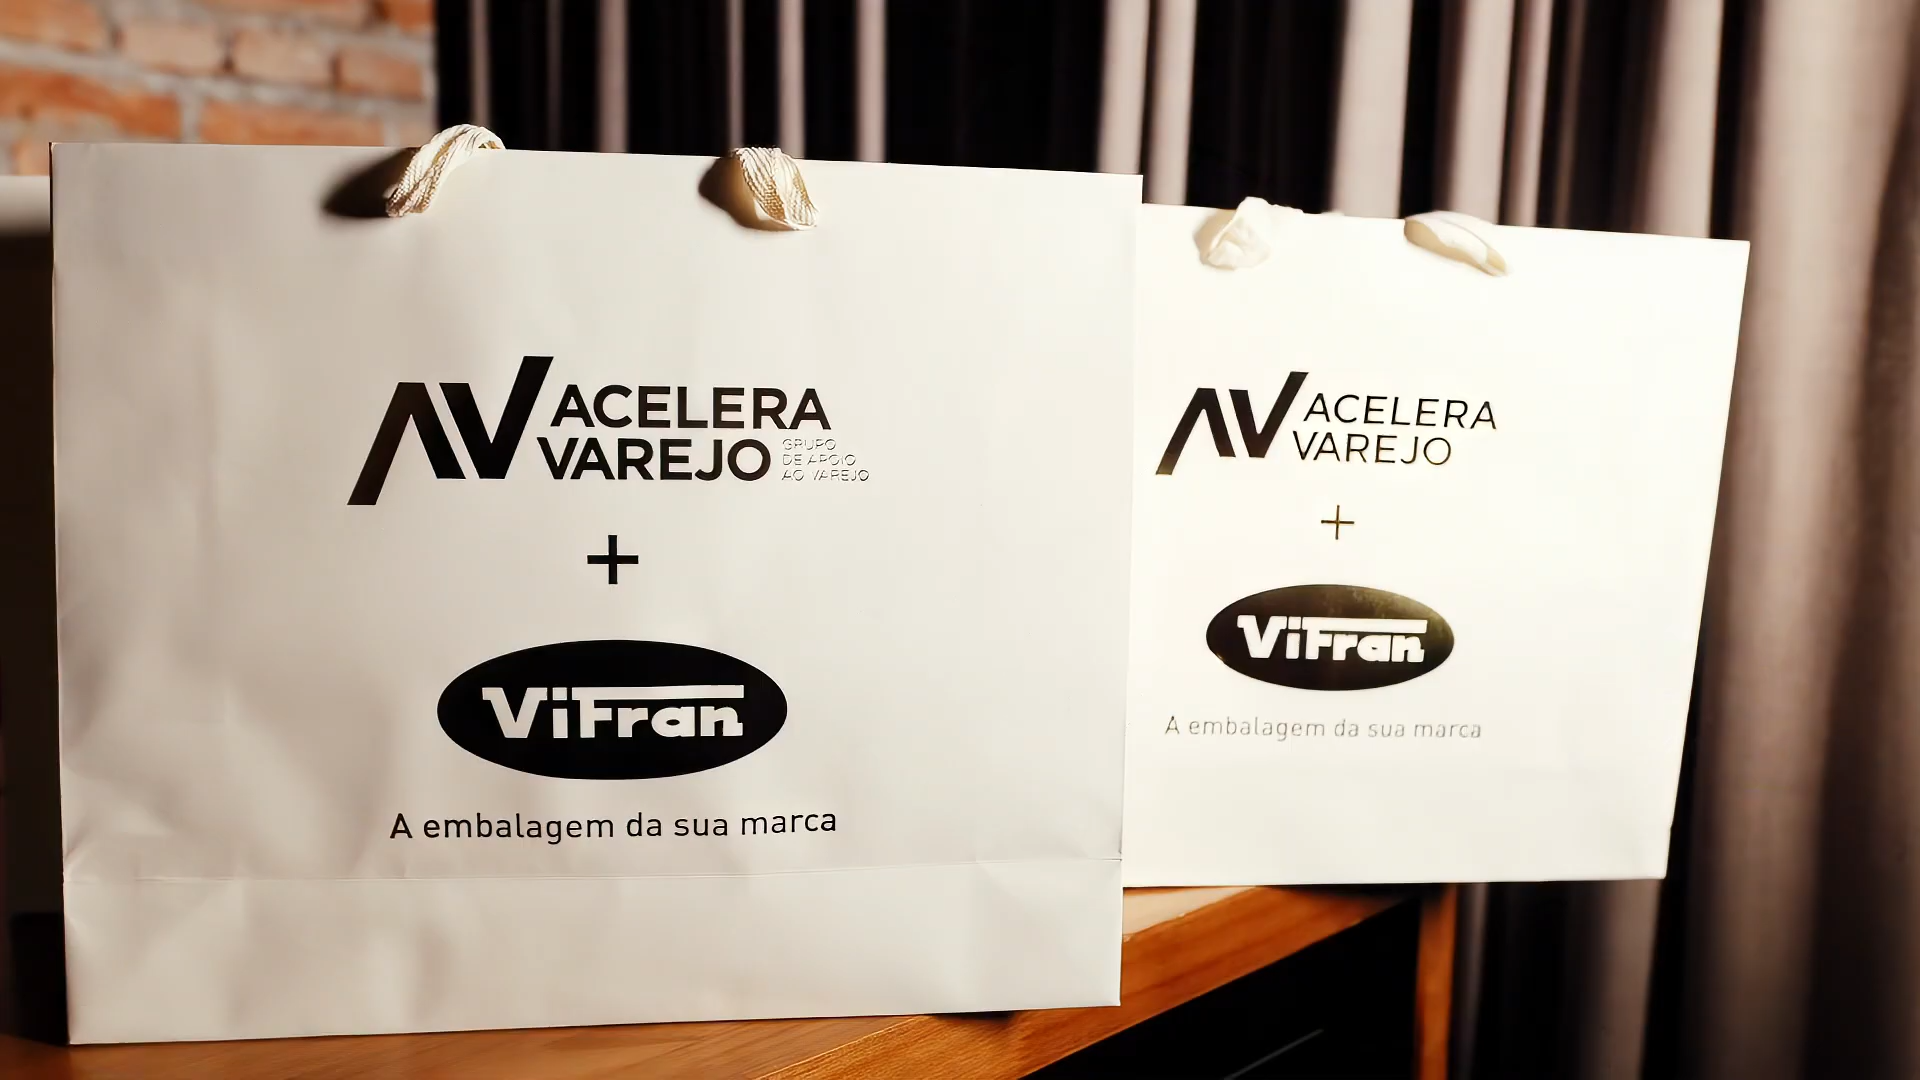 AV ACELERA
VAREJO
GRUPO
DE APOIO
AO VAREJO
+
ViFran
A embalagem da sua marca
AV ACELERA
VAREJO
+
ViFran
A embalagem da sua marca